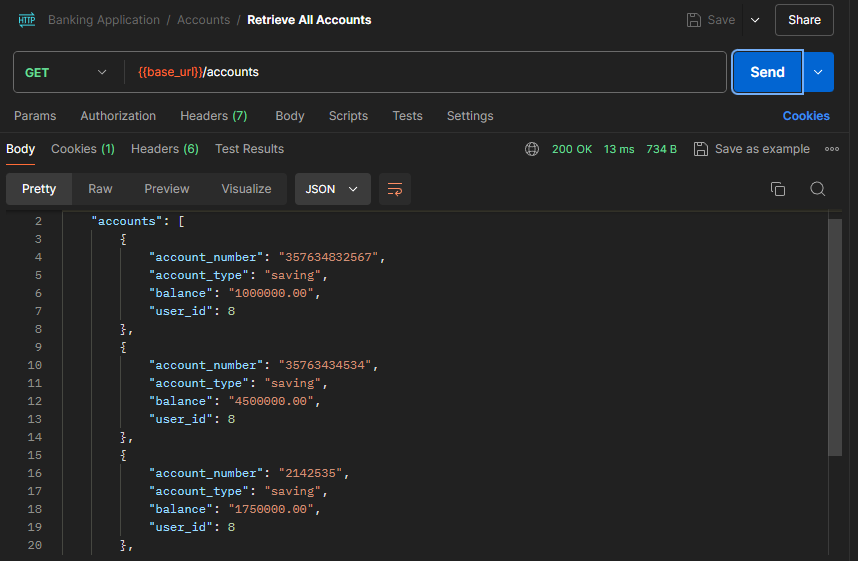 HTTP Banking Application / Accounts / Retrieve All Accounts Save Share
GET {{base_url}}/accounts Send
Params Authorization Headers (7) Body Scripts Tests Settings Cookies
Body Cookies (1) Headers (6) Test Results 200 OK 13 ms 734 B Save as example
Pretty Raw Preview Visualize JSON
2 "accounts": [
3 {
4 "account_number": "357634832567",
5 "account_type": "saving",
6 "balance": "1000000.00",
7 "user_id": 8
8 },
9 {
10 "account_number": "35763434534",
11 "account_type": "saving",
12 "balance": "4500000.00",
13 "user_id": 8
14 },
15 {
16 "account_number": "2142535",
17 "account_type": "saving",
18 "balance": "1750000.00",
19 "user_id": 8
20 },